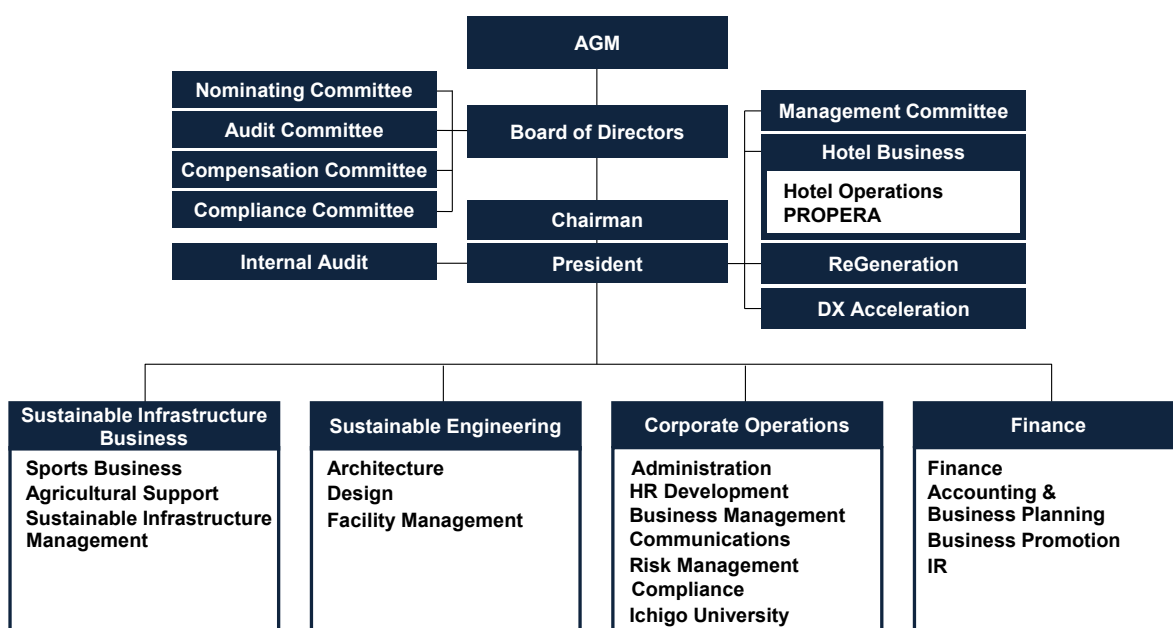 AGM
Nominating Committee
Audit Committee
Compensation Committee
Compliance Committee
Board of Directors
Management Committee
Hotel Business
Hotel Operations
PROPERA
Chairman
Internal Audit
President
ReGeneration
DX Acceleration
Sustainable Infrastructure
Business
Sports Business
Agricultural Support
Sustainable Infrastructure
Management
Sustainable Engineering
Architecture
Design
Facility Management
Corporate Operations
Administration
HR Development
Business Management
Communications
Risk Management
Compliance
Ichigo University
Finance
Finance
Accounting &
Business Planning
Business Promotion
IR